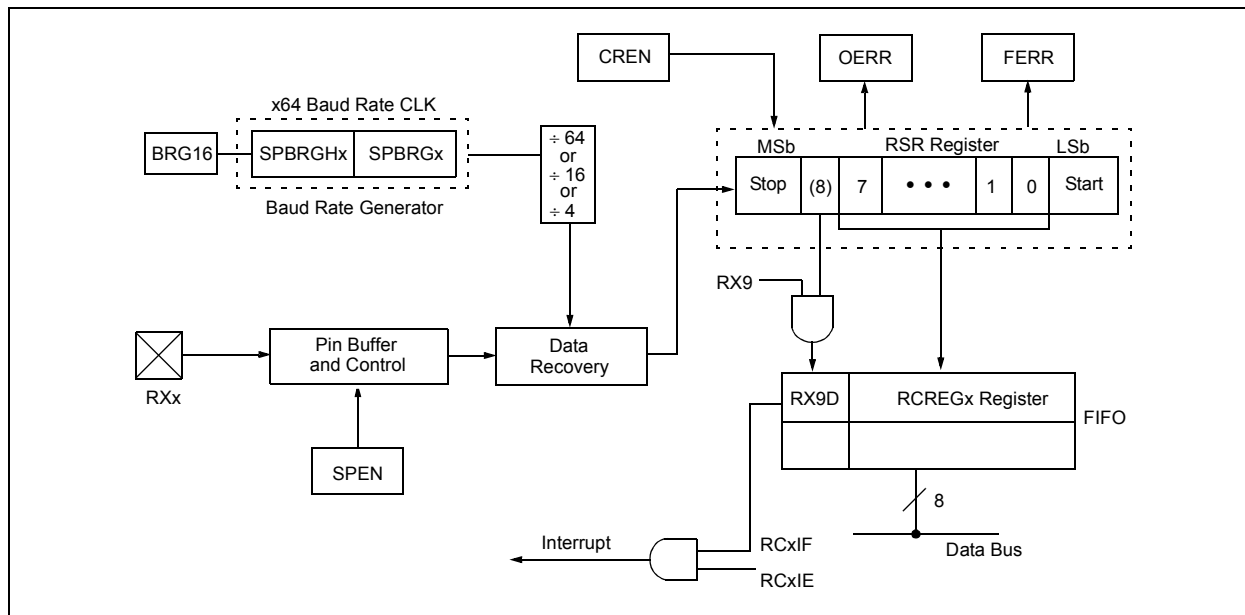 CREN
OERR
FERR
x64 Baud Rate CLK
BRG16
SPBRGHx
SPBRGx
Baud Rate Generator
÷ 64
or
÷ 16
or
÷ 4
MSb
RSR Register
LSb
Stop
(8)
7
• • •
1
0
Start
RX9
RXx
Pin Buffer
and Control
Data
Recovery
SPEN
RX9D
RCREGx Register
FIFO
8
Data Bus
Interrupt
RCxIF
RCxIE